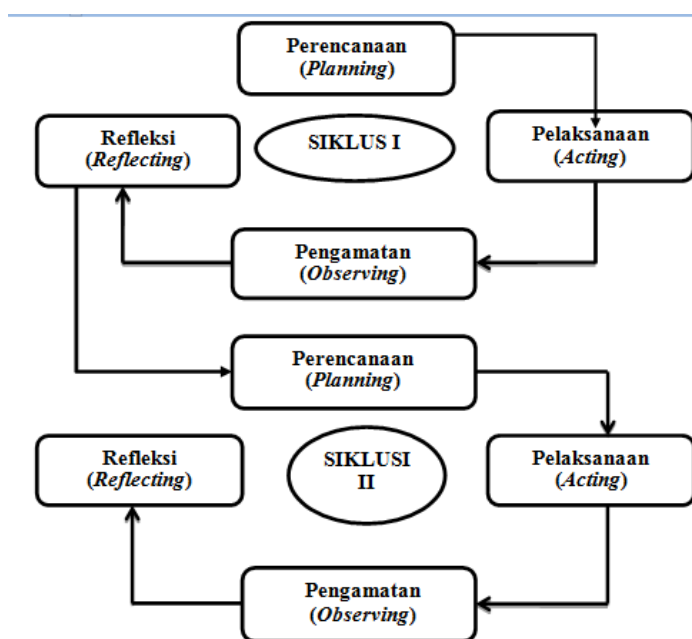 Perencanaan
(Planning)
Refleksi
(Reflecting)
SIKLUS I
Pelaksanaan
(Acting)
Pengamatan
(Observing)
Perencanaan
(Planning)
Refleksi
(Reflecting)
SIKLUSI
II
Pelaksanaan
(Acting)
Pengamatan
(Observing)